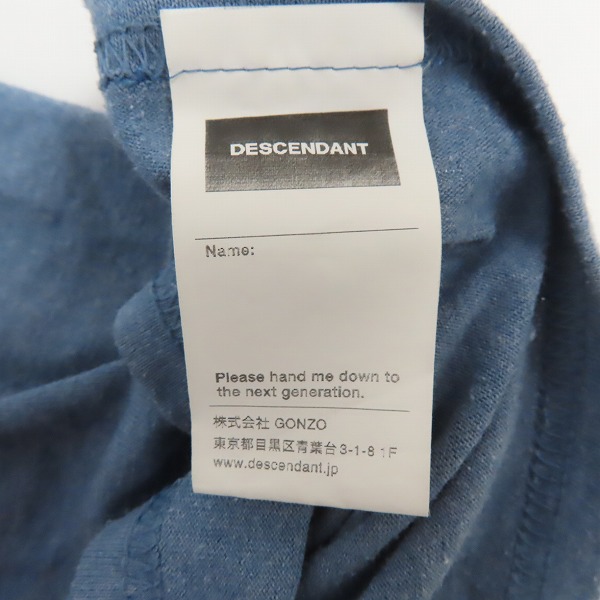 DESCENDANT
Name:
Please hand me down to
the next generation.
株式会社 GONZO
東京都目黒区青葉台3-1-8 1F
www.descendant.jp